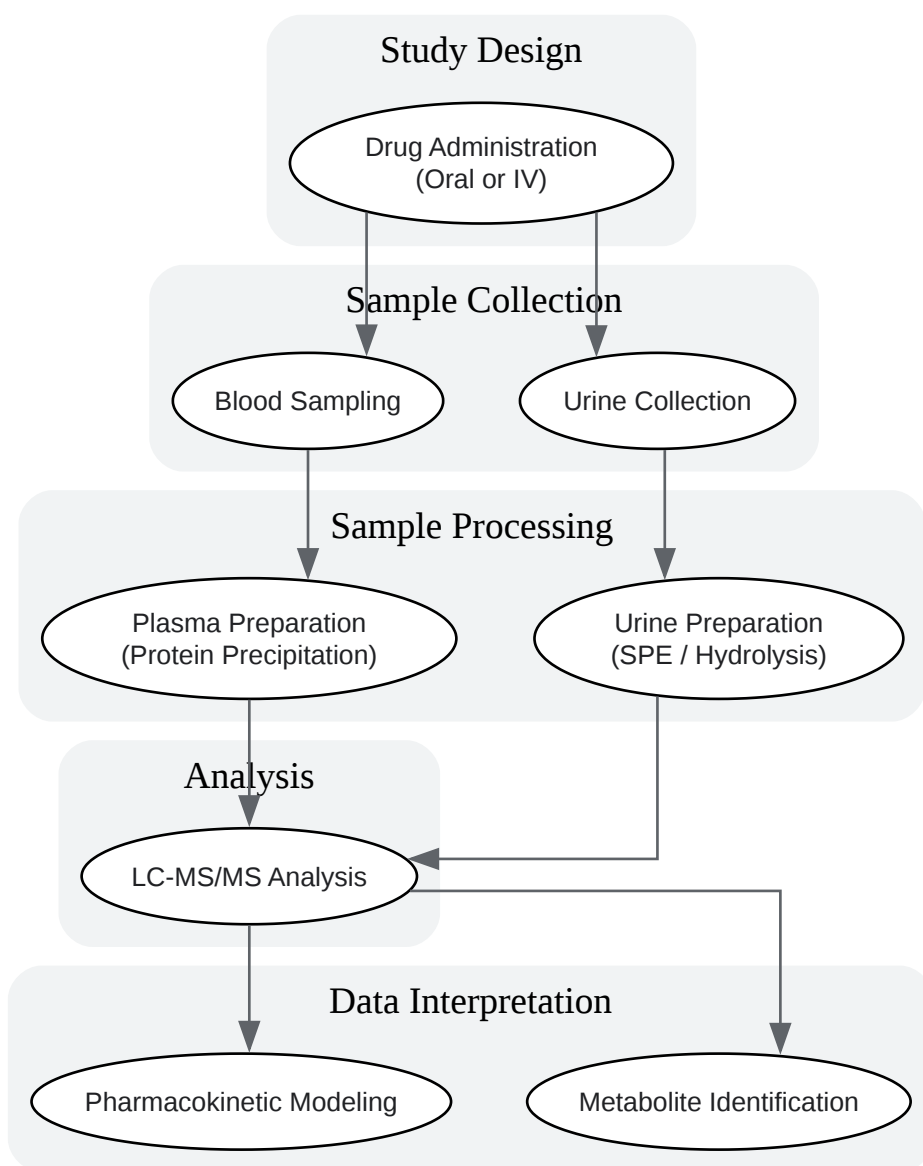 Study Design
Drug Administration
(Oral or IV)
Sample Collection
Blood Sampling
Urine Collection
Sample Processing
Plasma Preparation
(Protein Precipitation)
Urine Preparation
(SPE / Hydrolysis)
Analysis
LC-MS/MS Analysis
Data Interpretation
Pharmacokinetic Modeling
Metabolite Identification